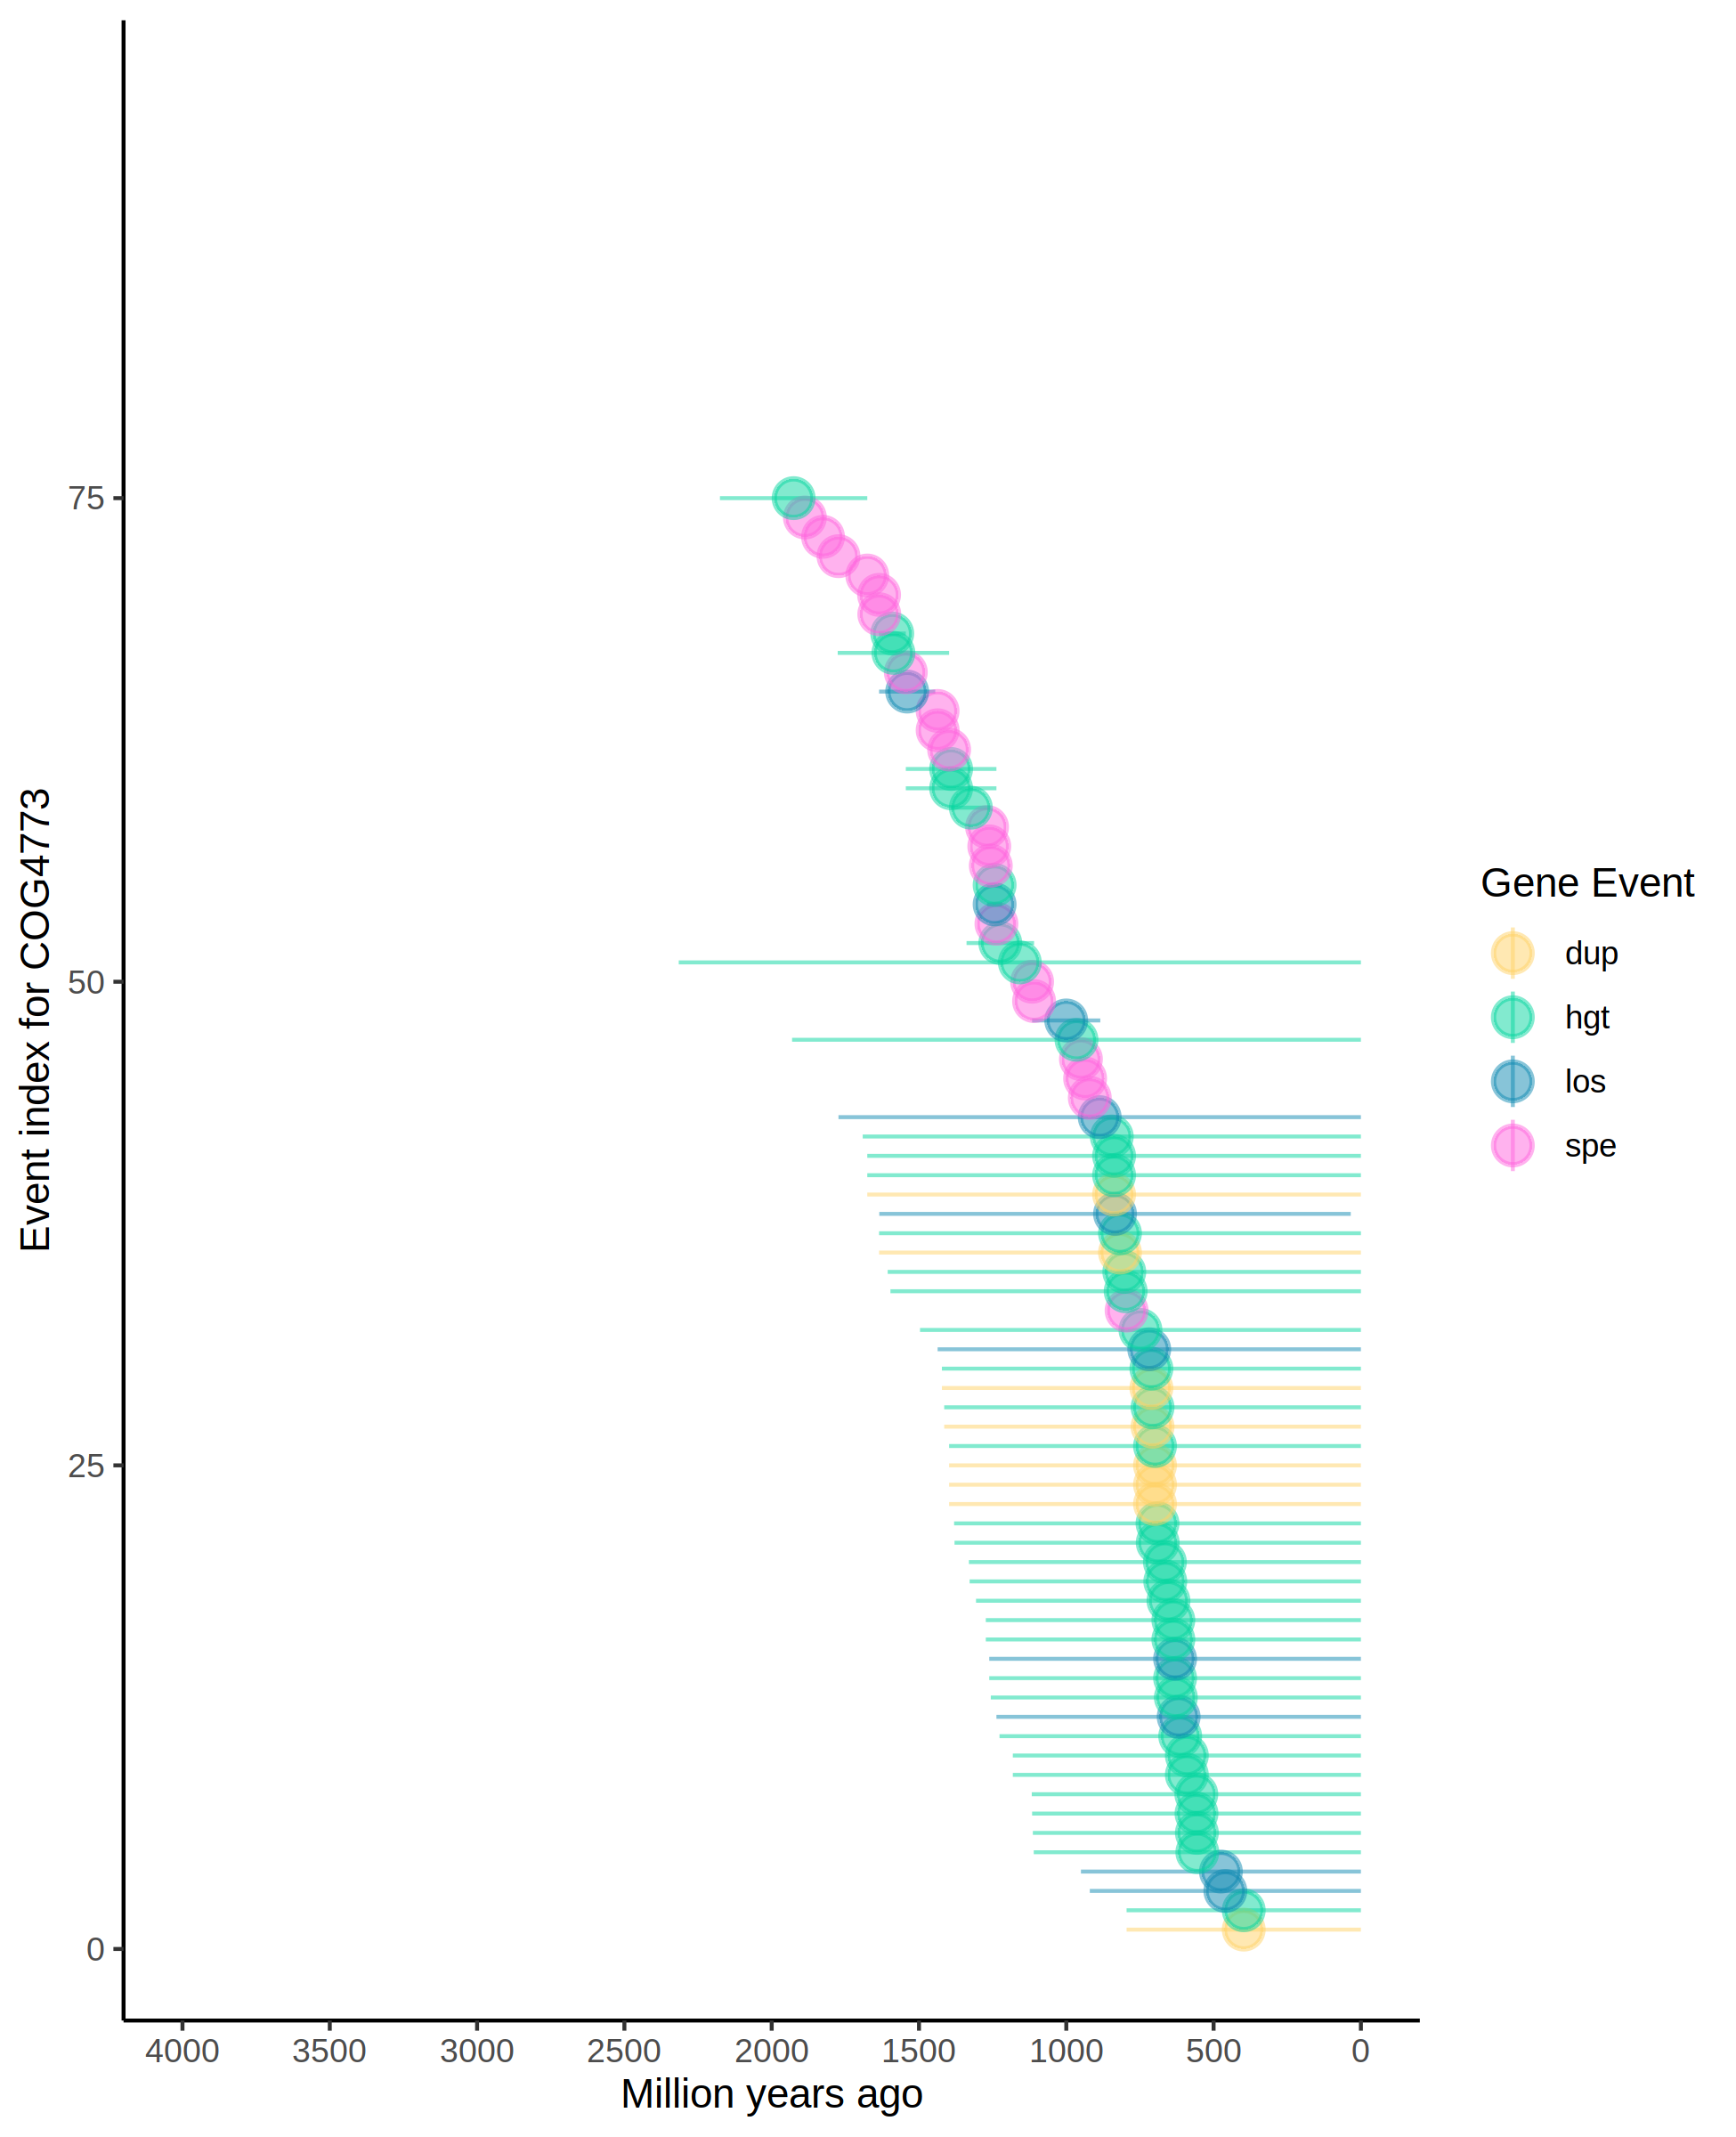 Event index for COG4773
75
50
25
0
4000 3500 3000 2500 2000 1500 1000 500 0
Million years ago
Gene Event
dup
hgt
los
spe